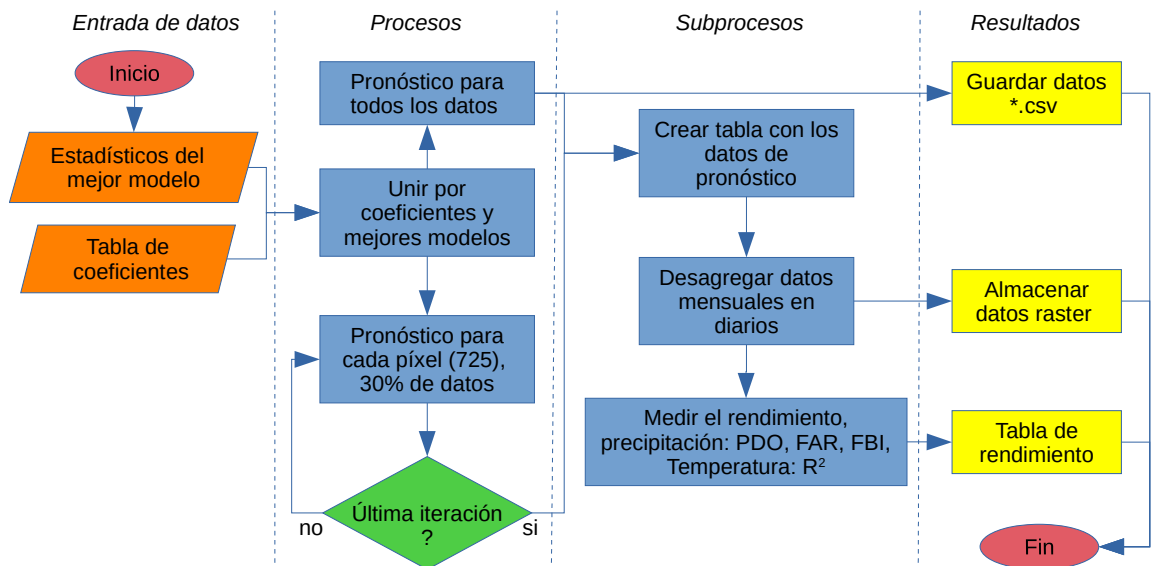 Entrada de datos
Procesos
Subprocesos
Resultados
Inicio
Estadísticos del
mejor modelo
Tabla de
coeficientes
Pronóstico para
todos los datos
Unir por
coeficientes y
mejores modelos
Pronóstico para
cada píxel (725),
30% de datos
Última iteración
?
no
si
Crear tabla con los
datos de
pronóstico
Desagregar datos
mensuales en
diarios
Medir el rendimiento,
precipitación: PDO, FAR, FBI,
Temperatura: R²
Guardar datos
*.csv
Almacenar
datos raster
Tabla de
rendimiento
Fin